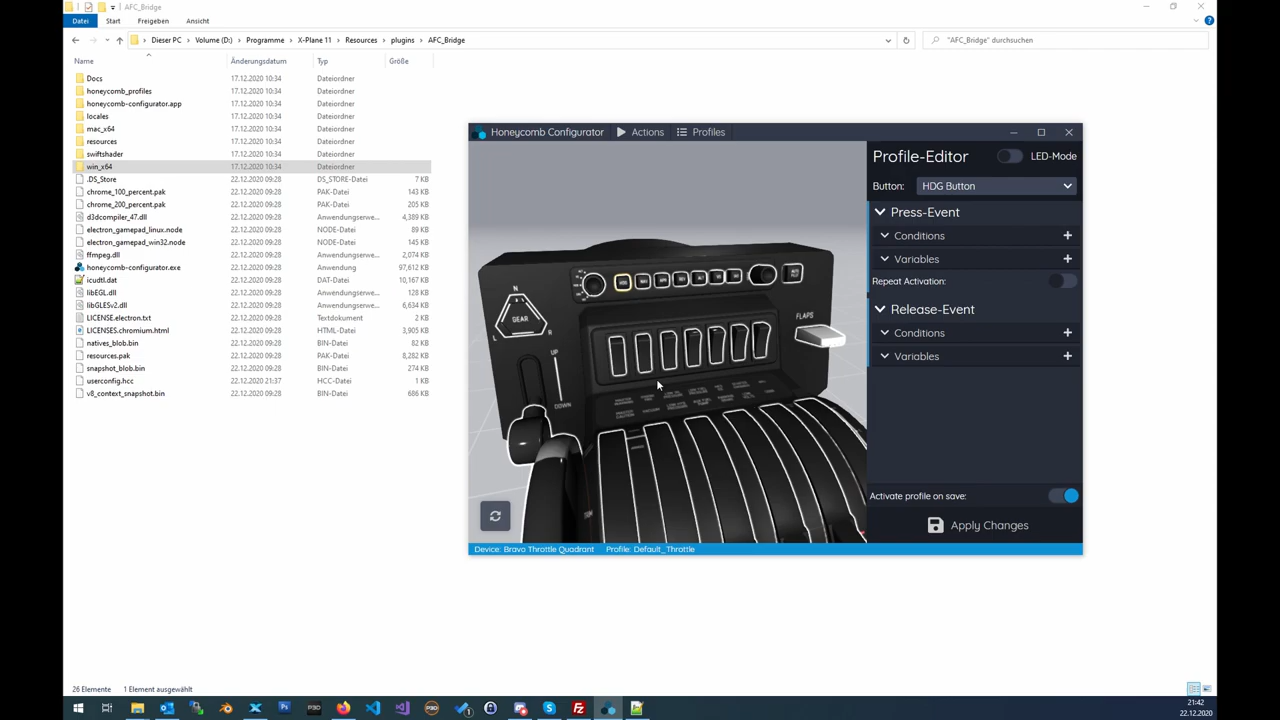 AFC_Bridge
Datei Start Freigeben Ansicht
Dieser PC Volume (D:) Programme X-Plane 11 Resources plugins AFC_Bridge
"AFC_Bridge" durchsuchen
Name Änderungsdatum Typ Größe
Docs 17.12.2020 10:34 Dateiordner
honeycomb_profiles 17.12.2020 10:34 Dateiordner
honeycomb-configurator.app 17.12.2020 10:34 Dateiordner
locales 17.12.2020 10:34 Dateiordner
mac_x64 17.12.2020 10:34 Dateiordner
resources 17.12.2020 10:34 Dateiordner
swiftshader 17.12.2020 10:34 Dateiordner
win_x64 17.12.2020 10:34 Dateiordner
.DS_Store 22.12.2020 09:28 DS_STORE-Datei 7 KB
chrome_100_percent.pak 22.12.2020 09:28 PAK-Datei 143 KB
chrome_200_percent.pak 22.12.2020 09:28 PAK-Datei 205 KB
d3dcompiler_47.dll 22.12.2020 09:28 Anwendungserwe... 4,389 KB
electron_gamepad_linux.node 22.12.2020 09:28 NODE-Datei 89 KB
electron_gamepad_win32.node 22.12.2020 09:28 NODE-Datei 145 KB
ffmpeg.dll 22.12.2020 09:28 Anwendungserwe... 2,074 KB
honeycomb-configurator.exe 22.12.2020 09:28 Anwendung 97,612 KB
icudtl.dat 22.12.2020 09:28 DAT-Datei 10,167 KB
libEGL.dll 22.12.2020 09:28 Anwendungserwe... 128 KB
libGLESv2.dll 22.12.2020 09:28 Anwendungserwe... 6,634 KB
LICENSE.electron.txt 22.12.2020 09:28 Textdokument 2 KB
LICENSES.chromium.html 22.12.2020 09:28 HTML-Datei 3,905 KB
natives_blob.bin 22.12.2020 09:28 BIN-Datei 82 KB
resources.pak 22.12.2020 09:28 PAK-Datei 8,282 KB
snapshot_blob.bin 22.12.2020 09:28 BIN-Datei 274 KB
userconfig.hcc 22.12.2020 21:37 HCC-Datei 1 KB
v8_context_snapshot.bin 22.12.2020 09:28 BIN-Datei 686 KB
Honeycomb Configurator Actions Profiles
Profile-Editor LED-Mode
Button: HDG Button
Press-Event
Conditions
Variables
Repeat Activation:
Release-Event
Conditions
Variables
Activate profile on save:
Apply Changes
N
GEAR
L R
UP
DOWN
AUTO PILOT
FLAPS
Device: Bravo Throttle Quadrant Profile: Default_Throttle
26 Elemente 1 Element ausgewählt
P3D
21:42
22.12.2020